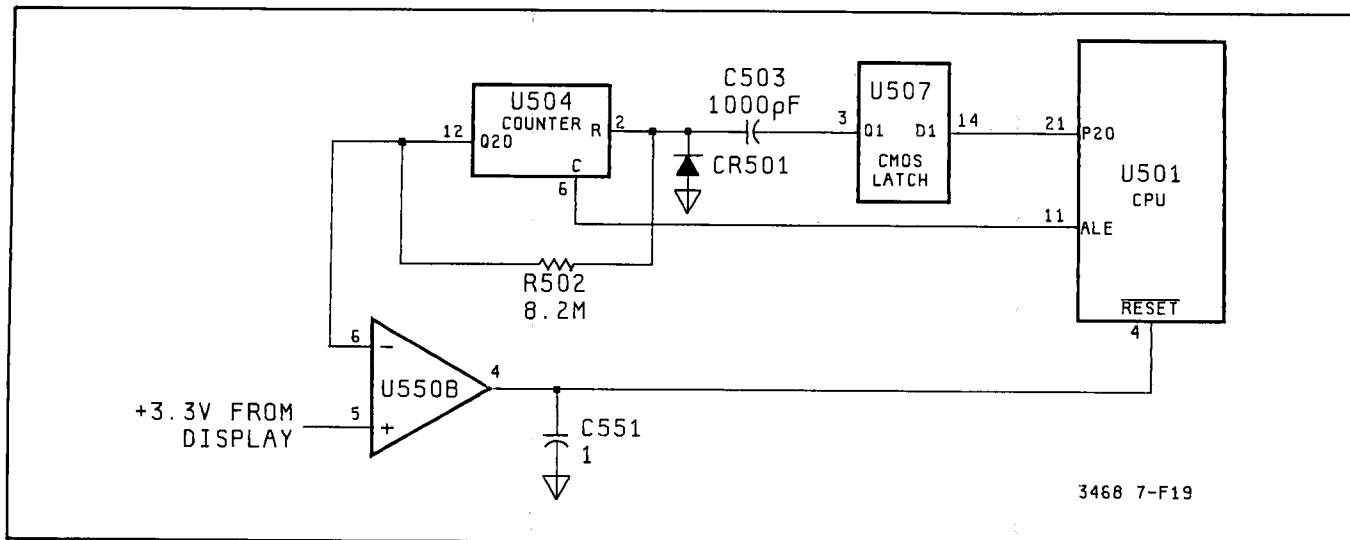 C503
1000pF
U504
COUNTER
12
Q20
R
2
C
6
CR501
3
U507
Q1
D1
CMOS
LATCH
14
21
P20
U501
CPU
11
ALE
RESET
4
R502
8.2M
6
-
U550B
4
+3.3V FROM
DISPLAY
5
+
C551
1
3468 7-F19